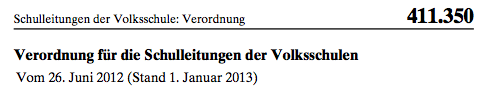 Schulleitungen der Volksschule: Verordnung 411.350
Verordnung für die Schulleitungen der Volksschulen
Vom 26. Juni 2012 (Stand 1. Januar 2013)